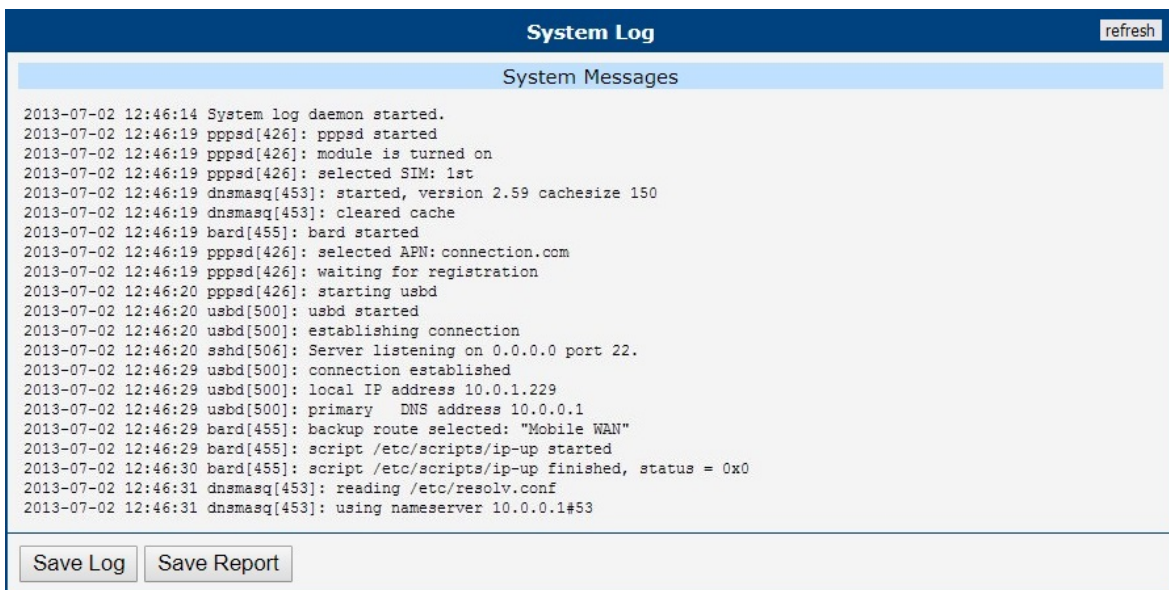 System Log
refresh
System Messages
2013-07-02 12:46:14 System log daemon started.
2013-07-02 12:46:19 pppsd[426]: pppsd started
2013-07-02 12:46:19 pppsd[426]: module is turned on
2013-07-02 12:46:19 pppsd[426]: selected SIM: 1st
2013-07-02 12:46:19 dnsmasq[453]: started, version 2.59 cachesize 150
2013-07-02 12:46:19 dnsmasq[453]: cleared cache
2013-07-02 12:46:19 bard[455]: bard started
2013-07-02 12:46:19 pppsd[426]: selected APN: connection.com
2013-07-02 12:46:19 pppsd[426]: waiting for registration
2013-07-02 12:46:20 pppsd[426]: starting usbd
2013-07-02 12:46:20 usbd[500]: usbd started
2013-07-02 12:46:20 usbd[500]: establishing connection
2013-07-02 12:46:20 sshd[506]: Server listening on 0.0.0.0 port 22.
2013-07-02 12:46:29 usbd[500]: connection established
2013-07-02 12:46:29 usbd[500]: local IP address 10.0.1.229
2013-07-02 12:46:29 usbd[500]: primary   DNS address 10.0.0.1
2013-07-02 12:46:29 bard[455]: backup route selected: "Mobile WAN"
2013-07-02 12:46:29 bard[455]: script /etc/scripts/ip-up started
2013-07-02 12:46:30 bard[455]: script /etc/scripts/ip-up finished, status = 0x0
2013-07-02 12:46:31 dnsmasq[453]: reading /etc/resolv.conf
2013-07-02 12:46:31 dnsmasq[453]: using nameserver 10.0.0.1#53
Save Log
Save Report